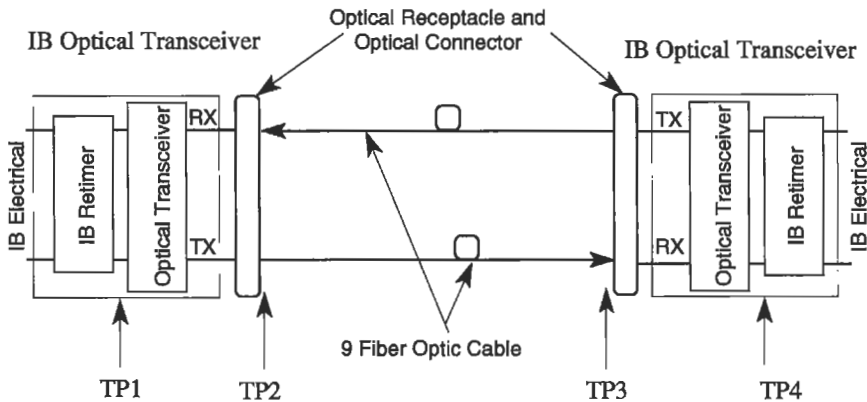 Optical Receptacle and
Optical Connector
IB Optical Transceiver
IB Optical Transceiver
IB Electrical
IB Retimer
Optical Transceiver
RX
TX
TX
RX
Optical Transceiver
IB Retimer
IB Electrical
9 Fiber Optic Cable
TP1
TP2
TP3
TP4